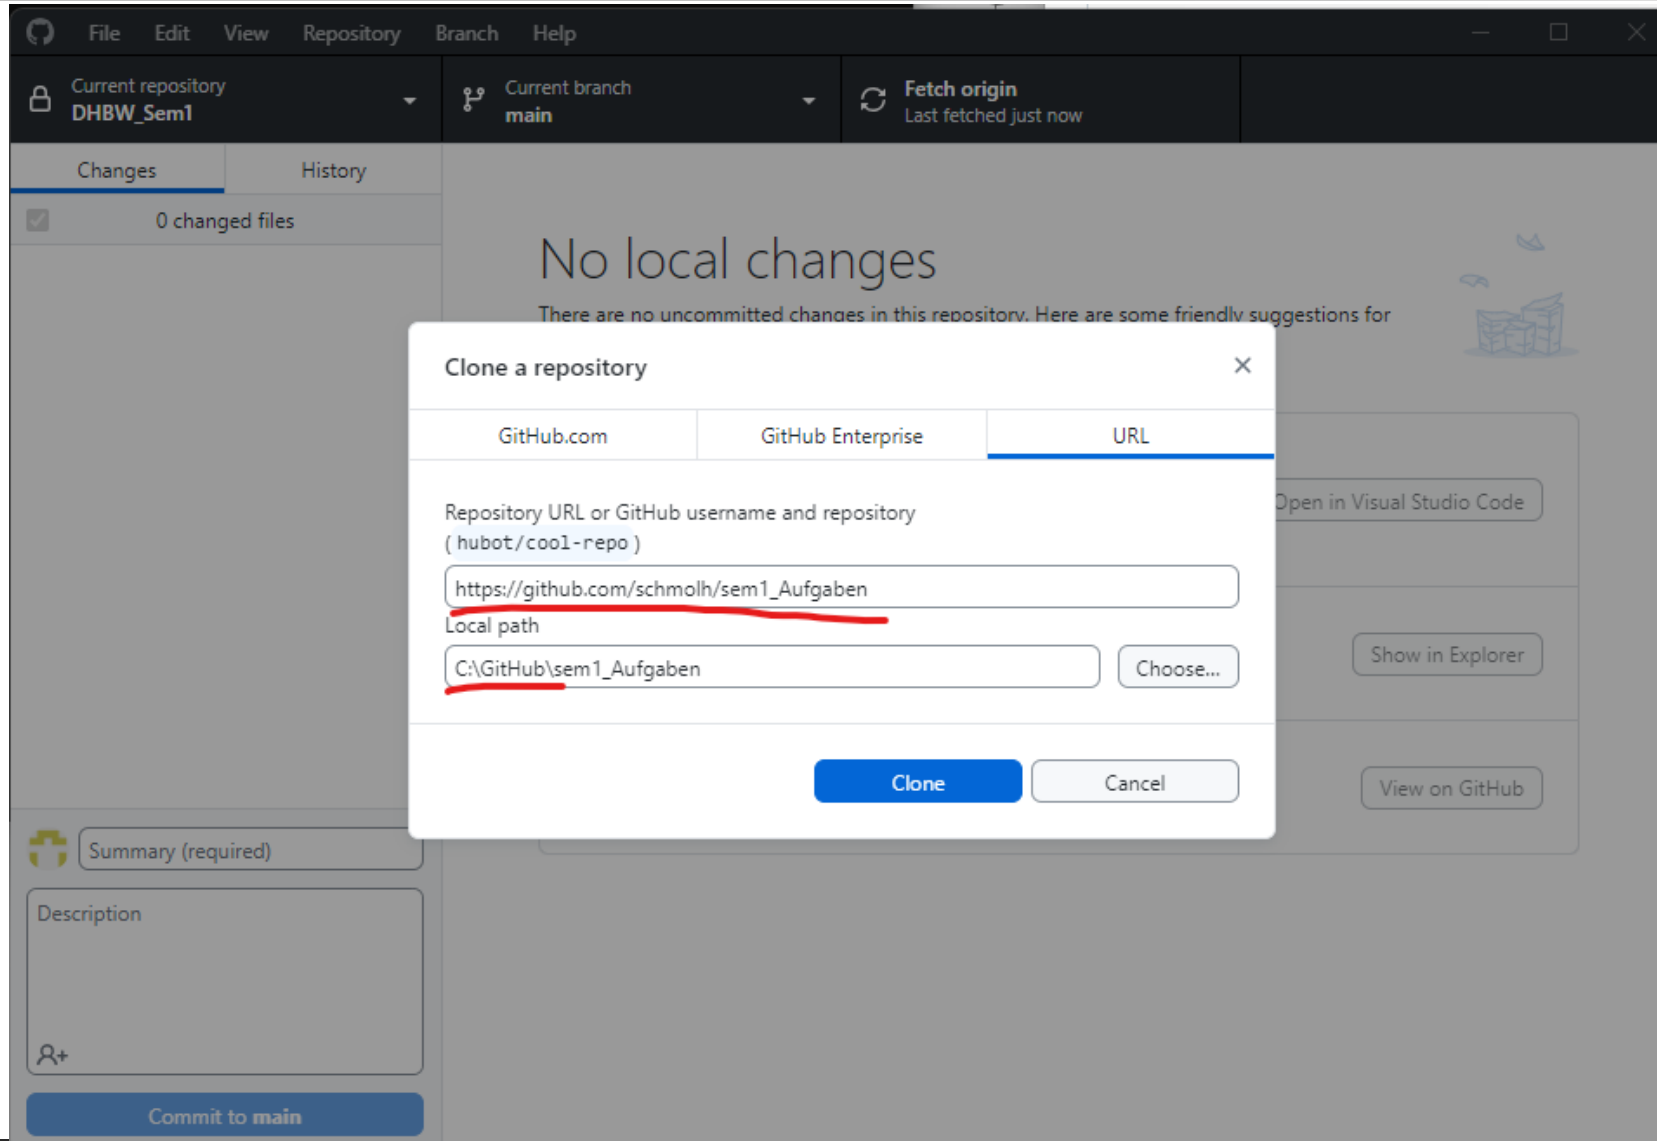 File Edit View Repository Branch Help
Current repository
DHBW_Sem1
Current branch
main
Fetch origin
Last fetched just now
Changes History
0 changed files
No local changes
There are no uncommitted changes in this repository. Here are some friendly suggestions for
Clone a repository
GitHub.com GitHub Enterprise URL
Repository URL or GitHub username and repository
(hubot/cool-repo)
https://github.com/schmolh/sem1_Aufgaben
Local path
C:\GitHub\sem1_Aufgaben Choose...
Clone Cancel
Open in Visual Studio Code
Show in Explorer
View on GitHub
Summary (required)
Description
Commit to main